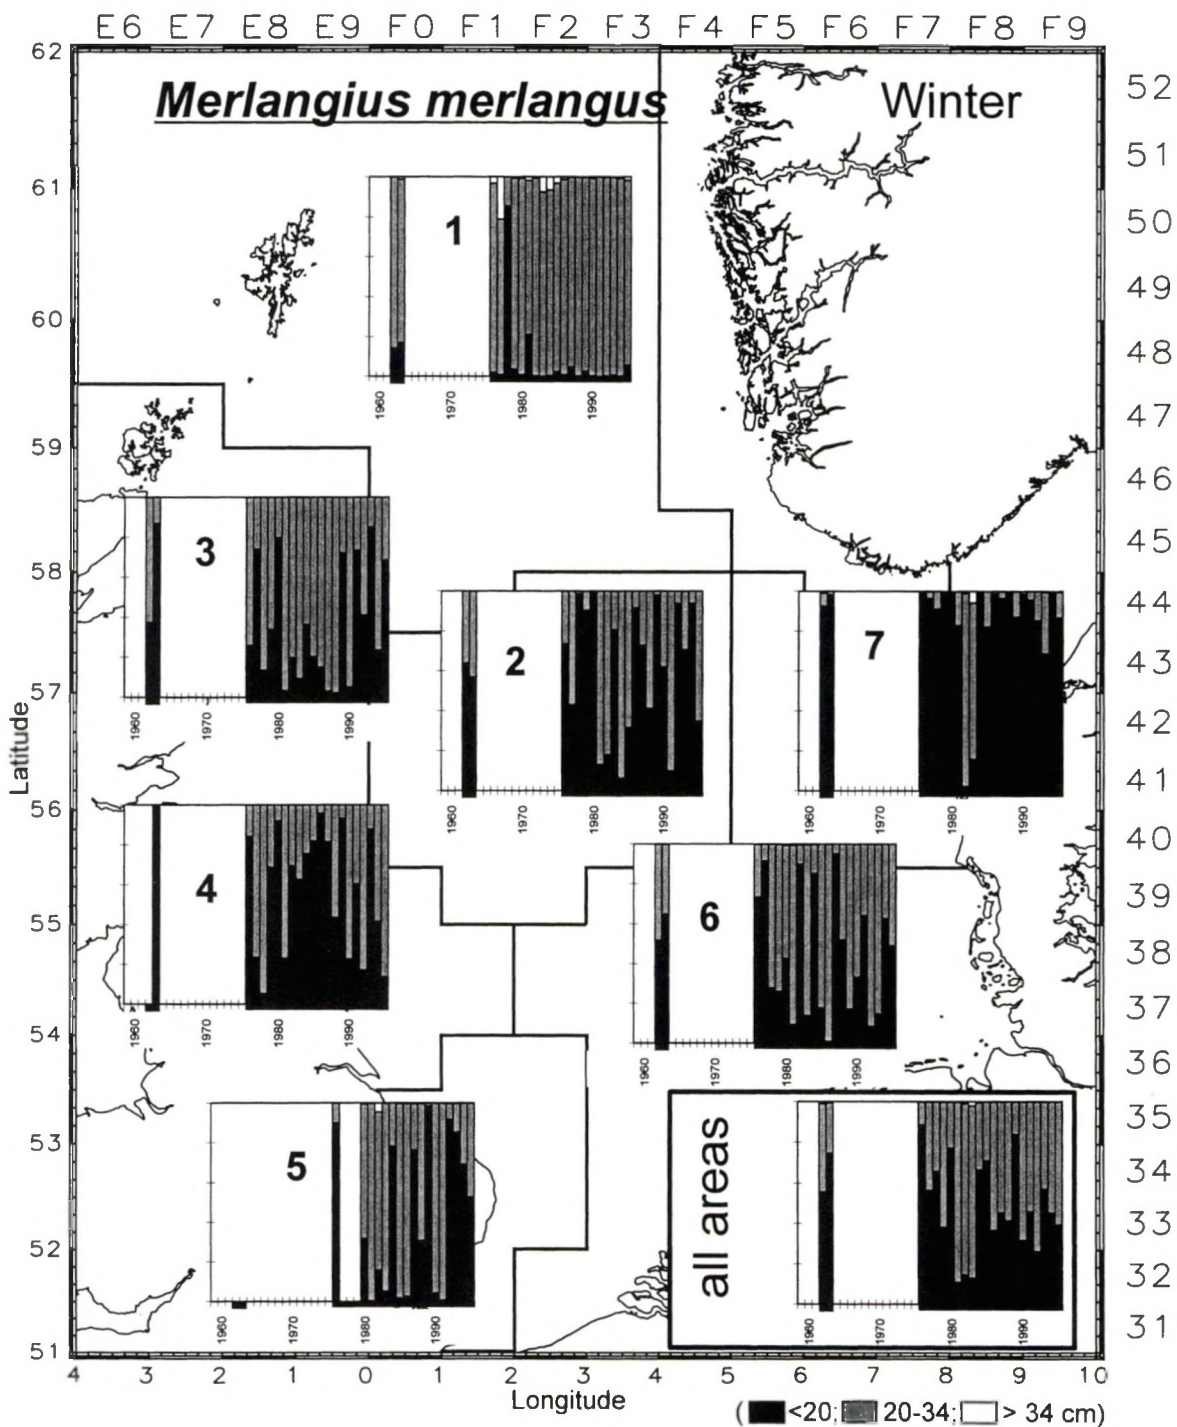 E6 E7 E8 E9 F0 F1 F2 F3 F4 F5 F6 F7 F8 F9
Merlangius merlangus
Winter
62
61
60
59
58
57
56
55
54
53
52
51
Latitude
52
51
50
49
48
47
46
45
44
43
42
41
40
39
38
37
36
35
34
33
32
31
1
1960 1970 1980 1990
3
1960 1970 1980 1990
2
1960 1970 1980 1990
7
1960 1970 1980 1990
4
1960 1970 1980 1990
6
1960 1970 1980 1990
5
1960 1970 1980 1990
all areas
1960 1970 1980 1990
4 3 2 1 0 1 2 3 4 5 6 7 8 9 10
Longitude
( <20; 20-34; > 34 cm)